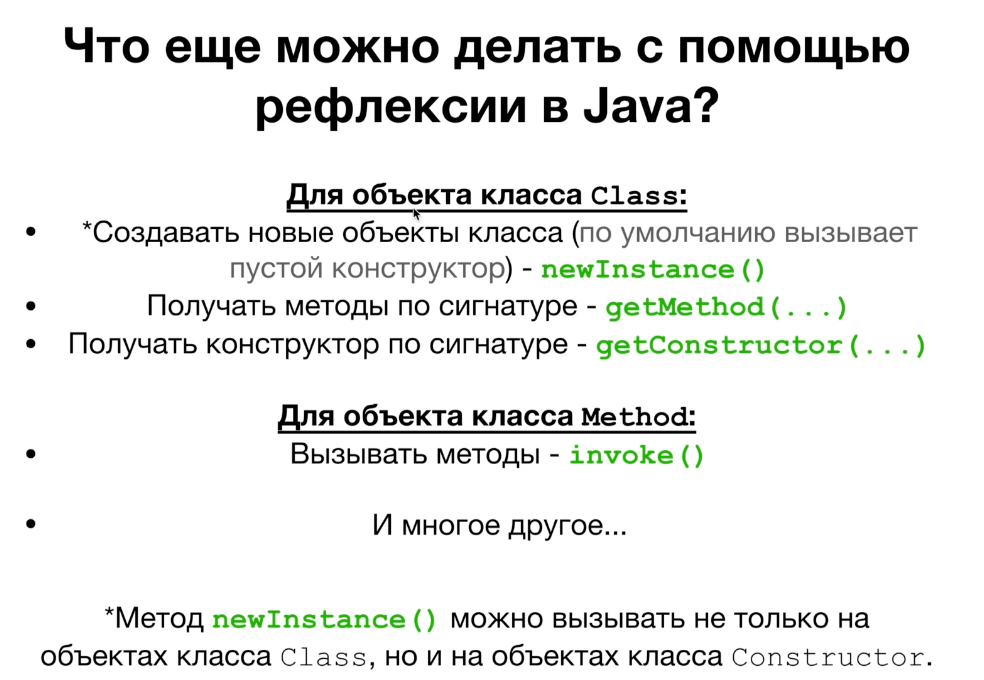 Что еще можно делать с помощью
рефлексии в Java?
Для объекта класса Class:
• *Создавать новые объекты класса (по умолчанию вызывает
пустой конструктор) - newInstance()
• Получать методы по сигнатуре - getMethod(...)
• Получать конструктор по сигнатуре - getConstructor(...)
Для объекта класса Method:
• Вызывать методы - invoke()
• И многое другое...
*Метод newInstance() можно вызывать не только на
объектах класса Class, но и на объектах класса Constructor.